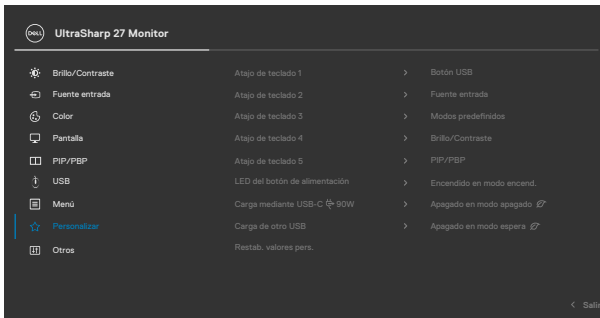 DELL UltraSharp 27 Monitor
Brillo/Contraste Atajo de teclado 1 > Botón USB
Fuente entrada Atajo de teclado 2 > Fuente entrada
Color Atajo de teclado 3 > Modos predefinidos
Pantalla Atajo de teclado 4 > Brillo/Contraste
PIP/PBP Atajo de teclado 5 > PIP/PBP
USB LED del botón de alimentación > Encendido en modo encend.
Menú Carga mediante USB-C 90W > Apagado en modo apagado
Personalizar Carga de otro USB > Apagado en modo espera
Otros Restab. valores pers.
< Salir